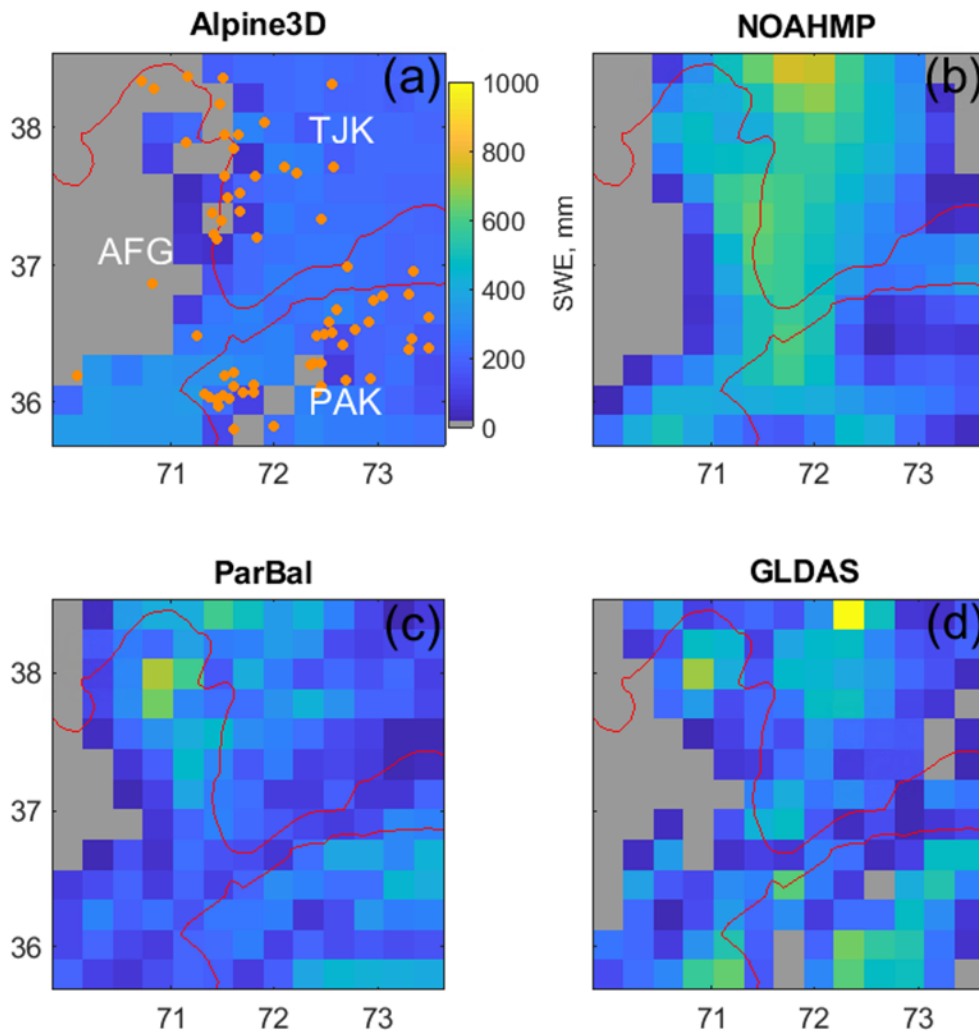 Alpine3D
NOAHMP
(a)
(b)
TJK
AFG
PAK
38
37
36
71
72
73
1000
800
600
400
200
0
SWE, mm
71
72
73
ParBal
GLDAS
(c)
(d)
38
37
36
71
72
73
71
72
73